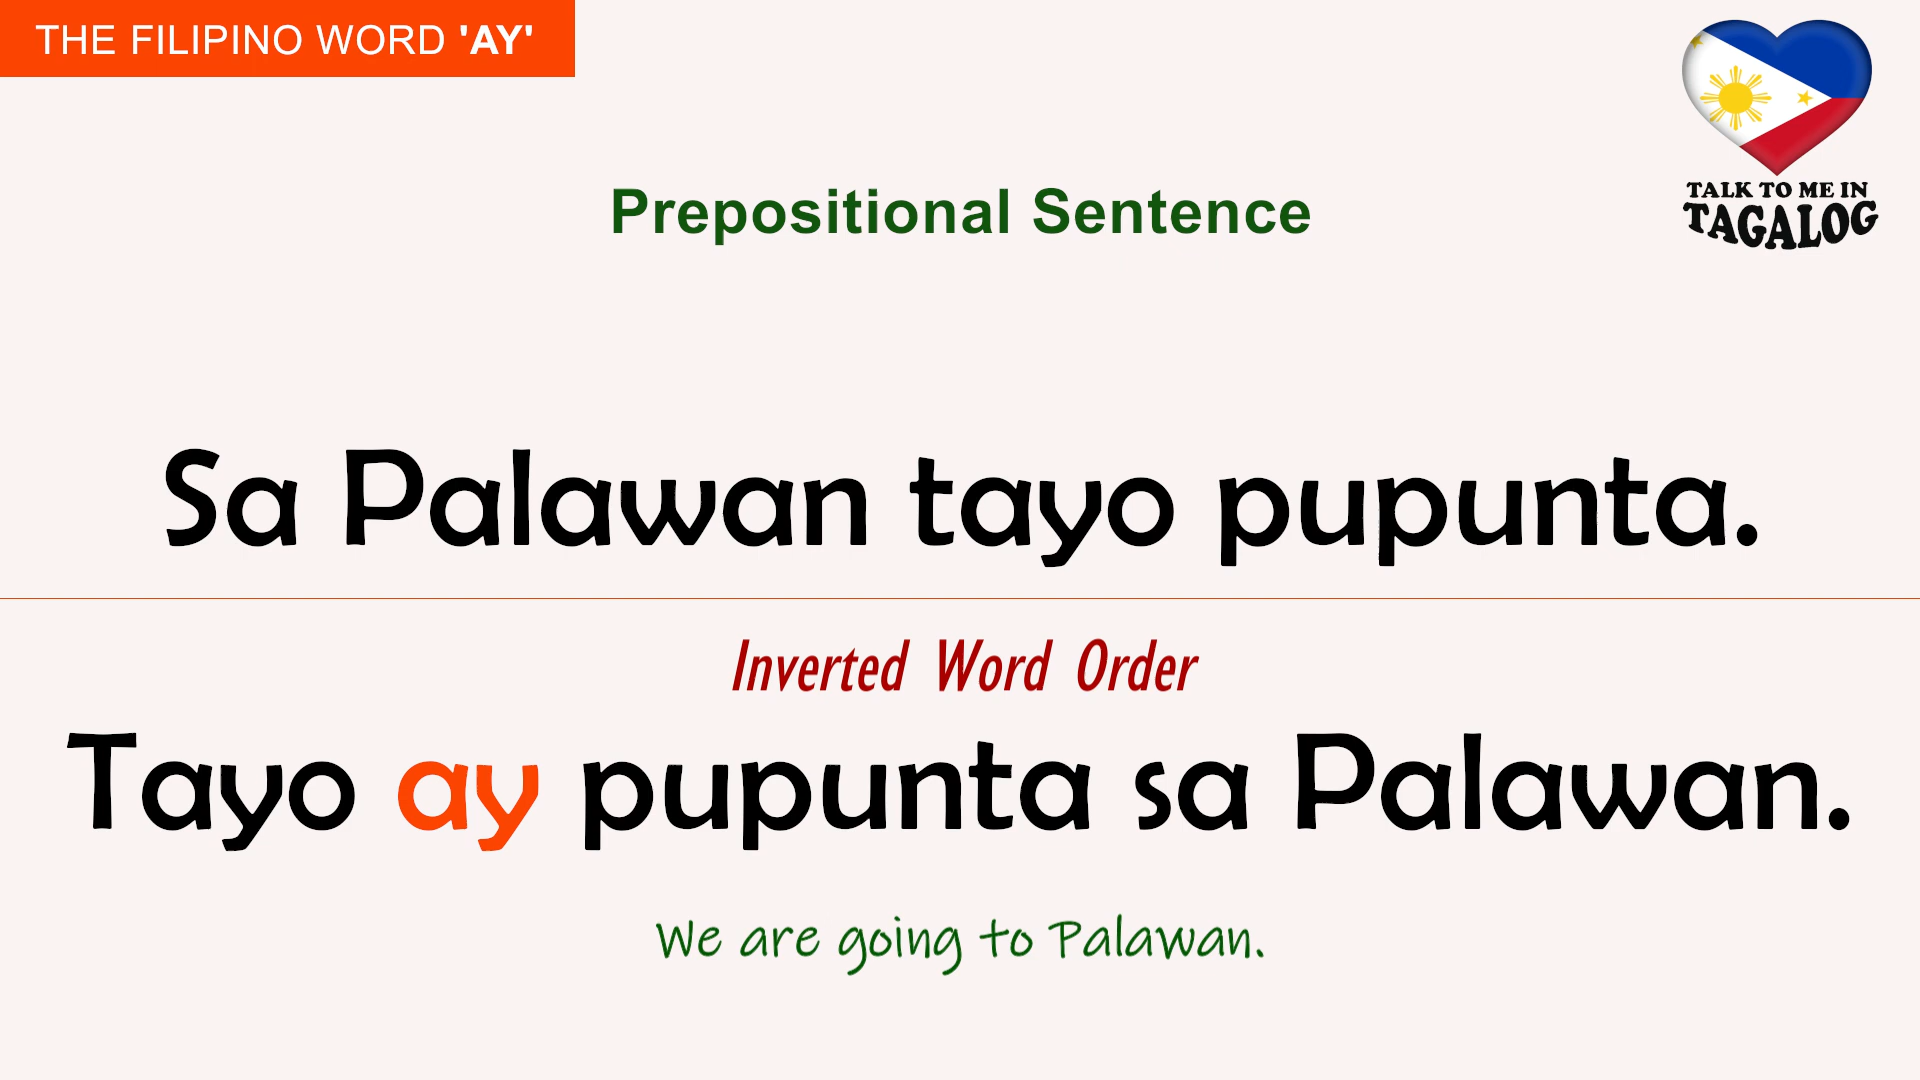 THE FILIPINO WORD 'AY'
TALK TO ME IN
TAGALOG
Prepositional Sentence
Sa Palawan tayo pupunta.
Inverted Word Order
Tayo ay pupunta sa Palawan.
We are going to Palawan.